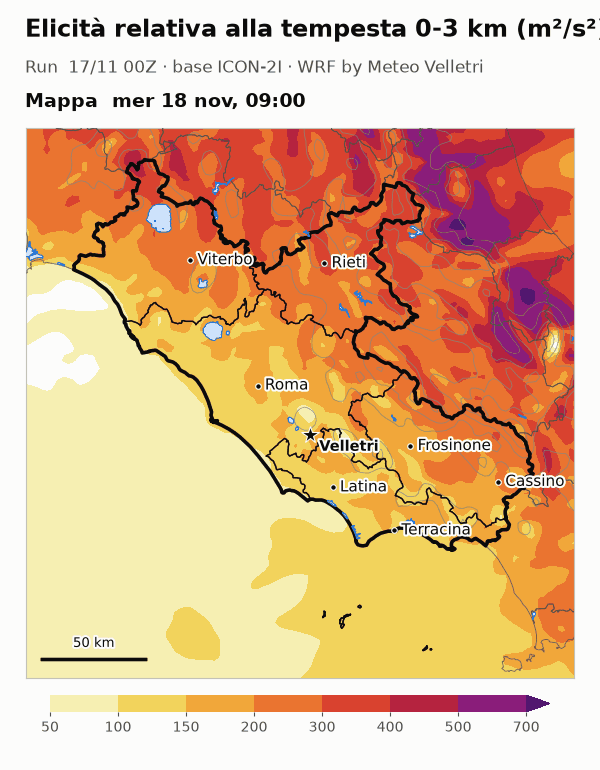 Elicità relativa alla tempesta 0-3 km (m²/s²)
Run 17/11 00Z · base ICON-2I · WRF by Meteo Velletri
Mappa mer 18 nov, 09:00
Viterbo
Rieti
Roma
Velletri
Frosinone
Cassino
Latina
Terracina
50 km
50 100 150 200 300 400 500 700